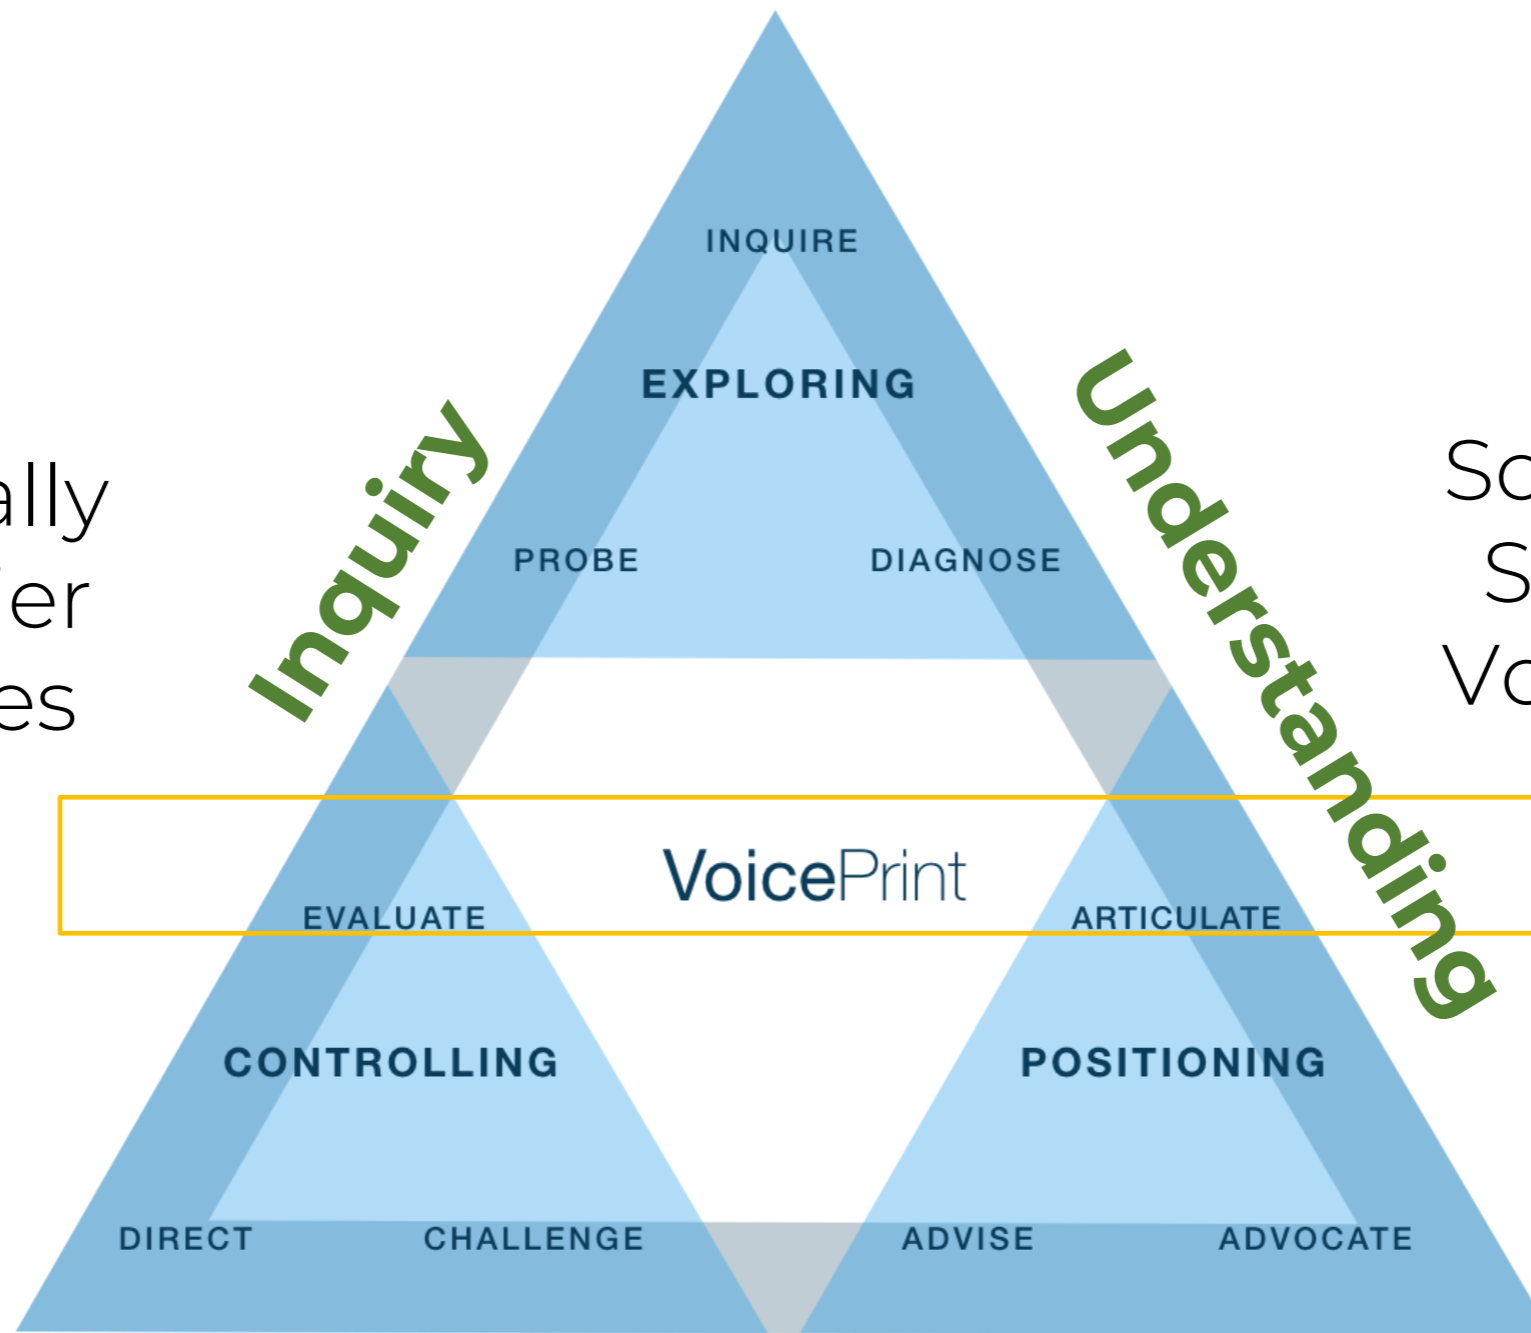 INQUIRE
EXPLORING
Inquiry
Understanding
PROBE
DIAGNOSE
VoicePrint
EVALUATE
ARTICULATE
CONTROLLING
POSITIONING
DIRECT
CHALLENGE
ADVISE
ADVOCATE